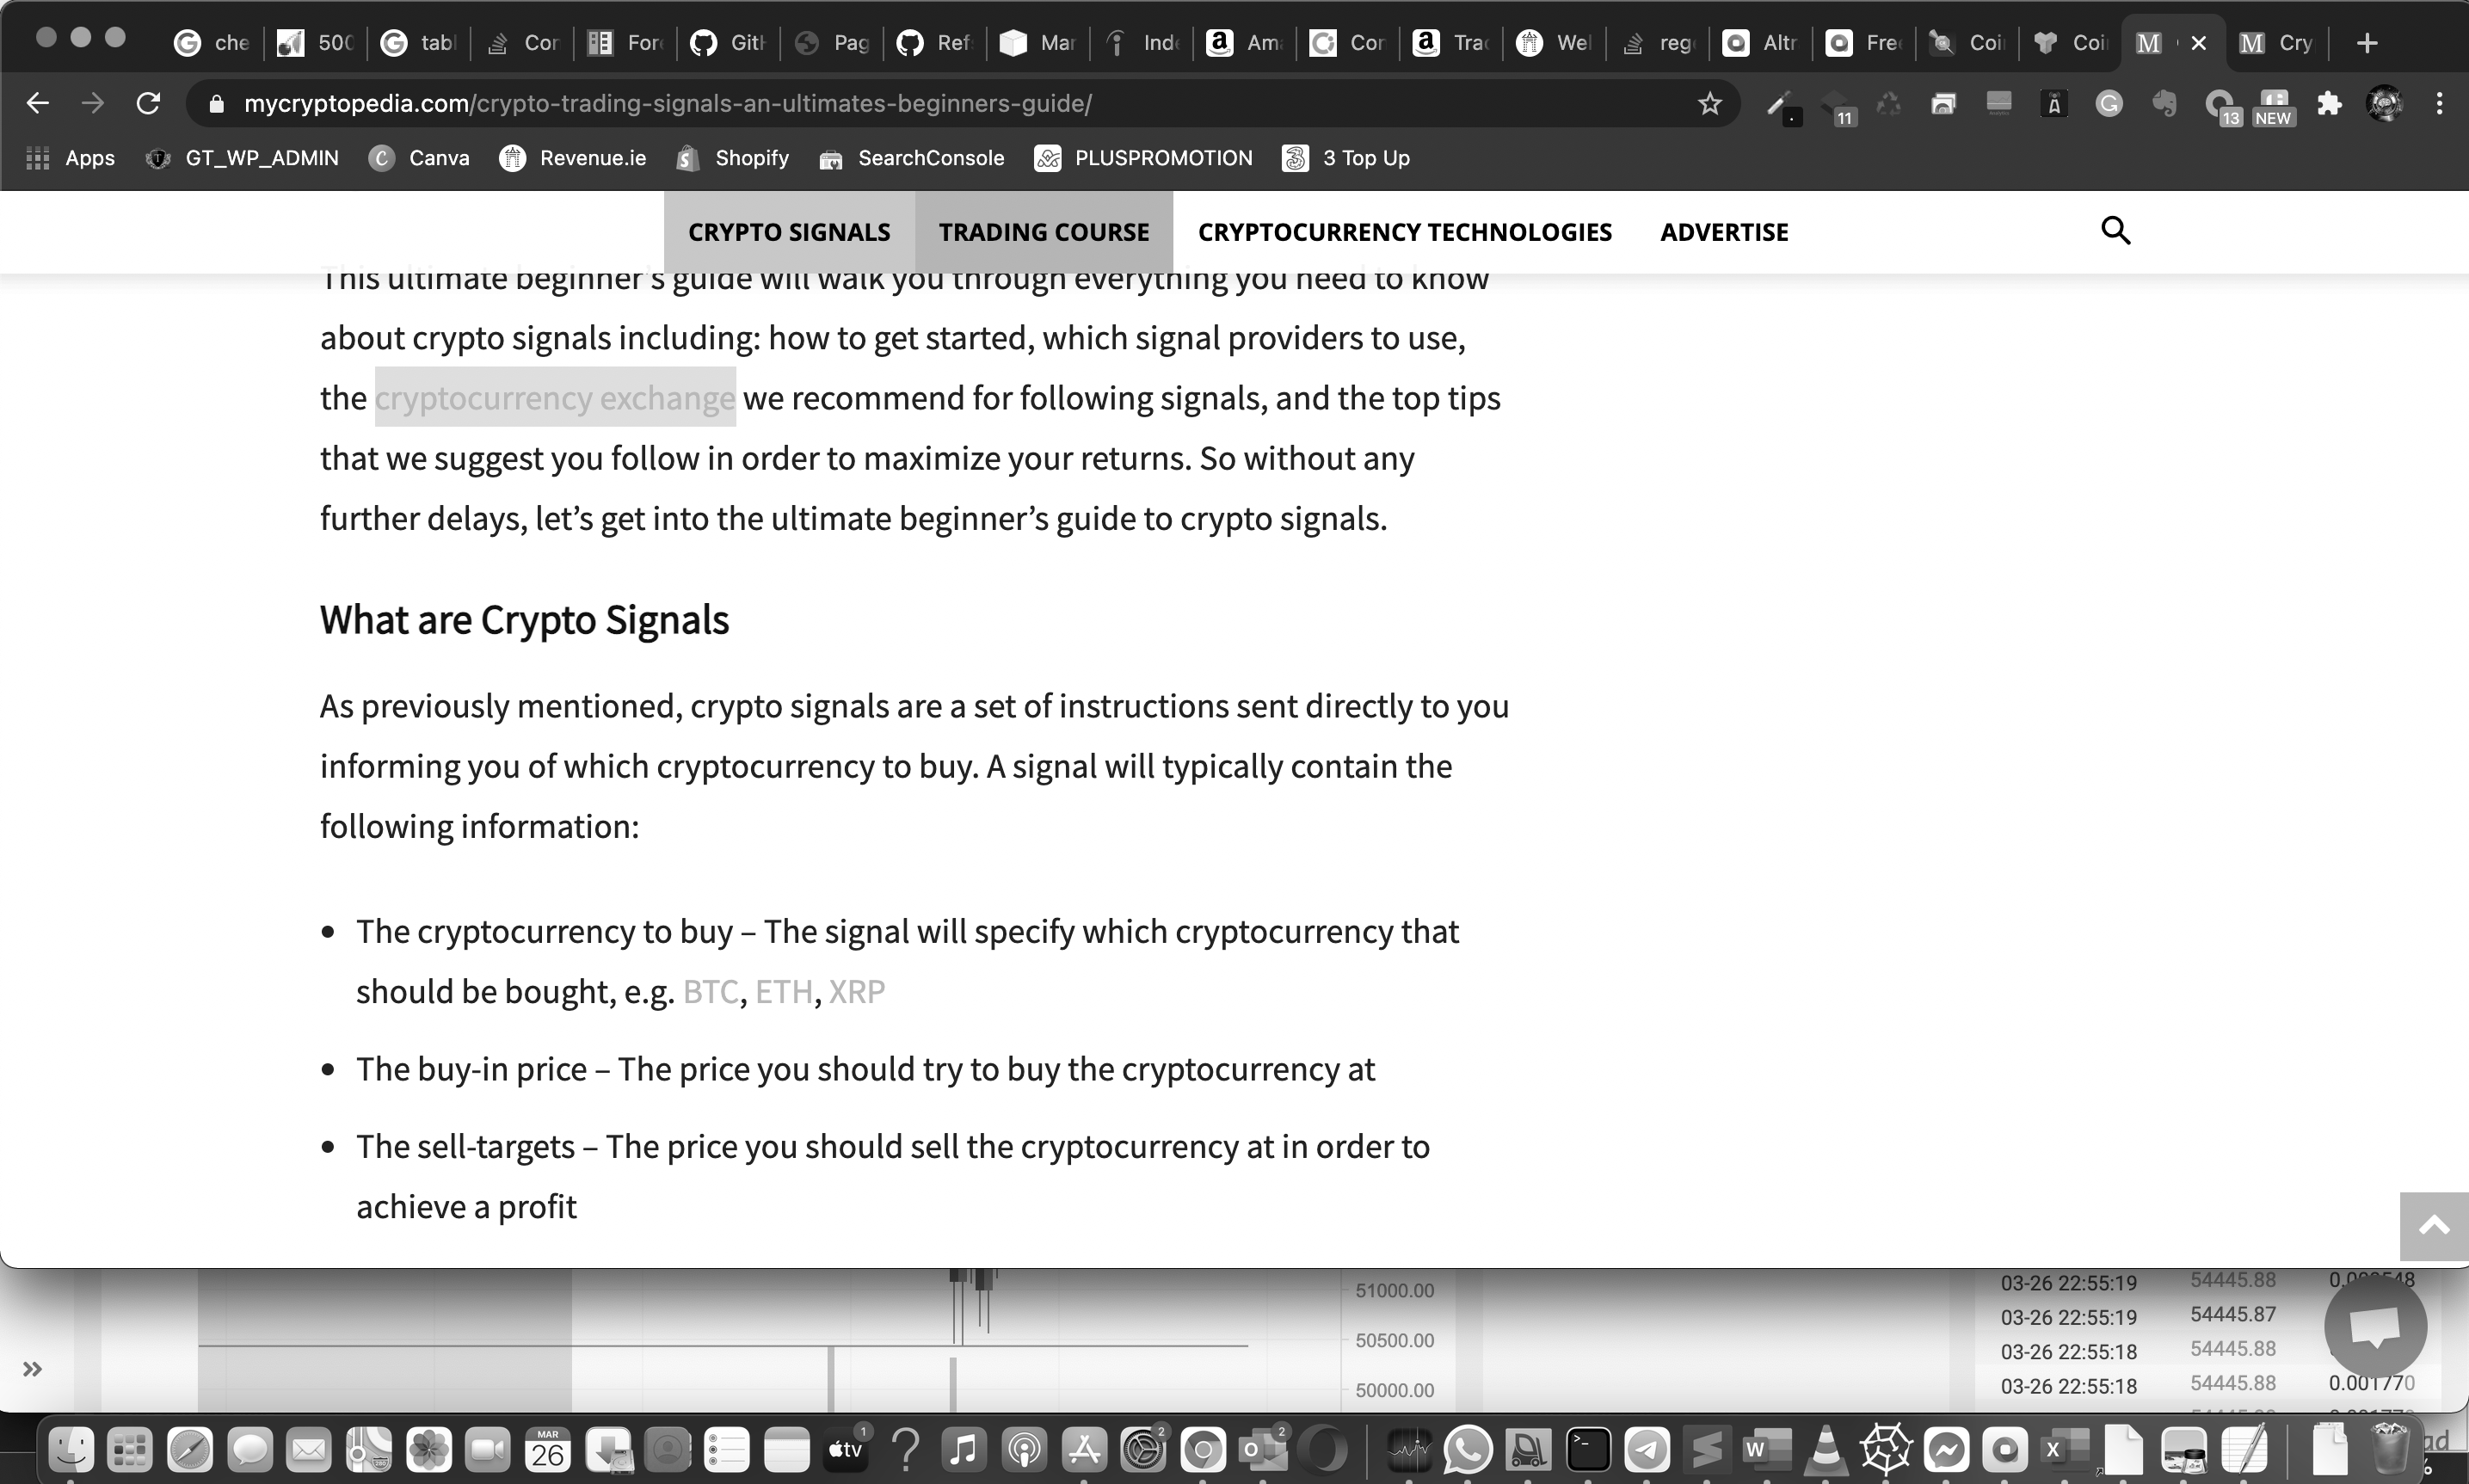 che
500
tabl
Cor
For
Git
Pag
Ref
Mar
Ind
Am
Cor
Tra
Wel
reg
Altr
Fre
Coi
Coi
Cry
mycryptopedia.com/crypto-trading-signals-an-ultimates-beginners-guide/
11
13
NEW
Apps
GT_WP_ADMIN
Canva
Revenue.ie
Shopify
SearchConsole
PLUSPROMOTION
3 Top Up
CRYPTO SIGNALS
TRADING COURSE
CRYPTOCURRENCY TECHNOLOGIES
ADVERTISE
This ultimate beginner’s guide will walk you through everything you need to know
about crypto signals including: how to get started, which signal providers to use,
the cryptocurrency exchange we recommend for following signals, and the top tips
that we suggest you follow in order to maximize your returns. So without any
further delays, let’s get into the ultimate beginner’s guide to crypto signals.
What are Crypto Signals
As previously mentioned, crypto signals are a set of instructions sent directly to you
informing you of which cryptocurrency to buy. A signal will typically contain the
following information:
• The cryptocurrency to buy – The signal will specify which cryptocurrency that
should be bought, e.g. BTC, ETH, XRP
• The buy-in price – The price you should try to buy the cryptocurrency at
• The sell-targets – The price you should sell the cryptocurrency at in order to
achieve a profit
51000.00
50500.00
50000.00
03-26 22:55:19 54445.88
03-26 22:55:19 54445.87
03-26 22:55:18 54445.88
03-26 22:55:18 54445.88 0.001770
MAR
26
tv
1
2
2